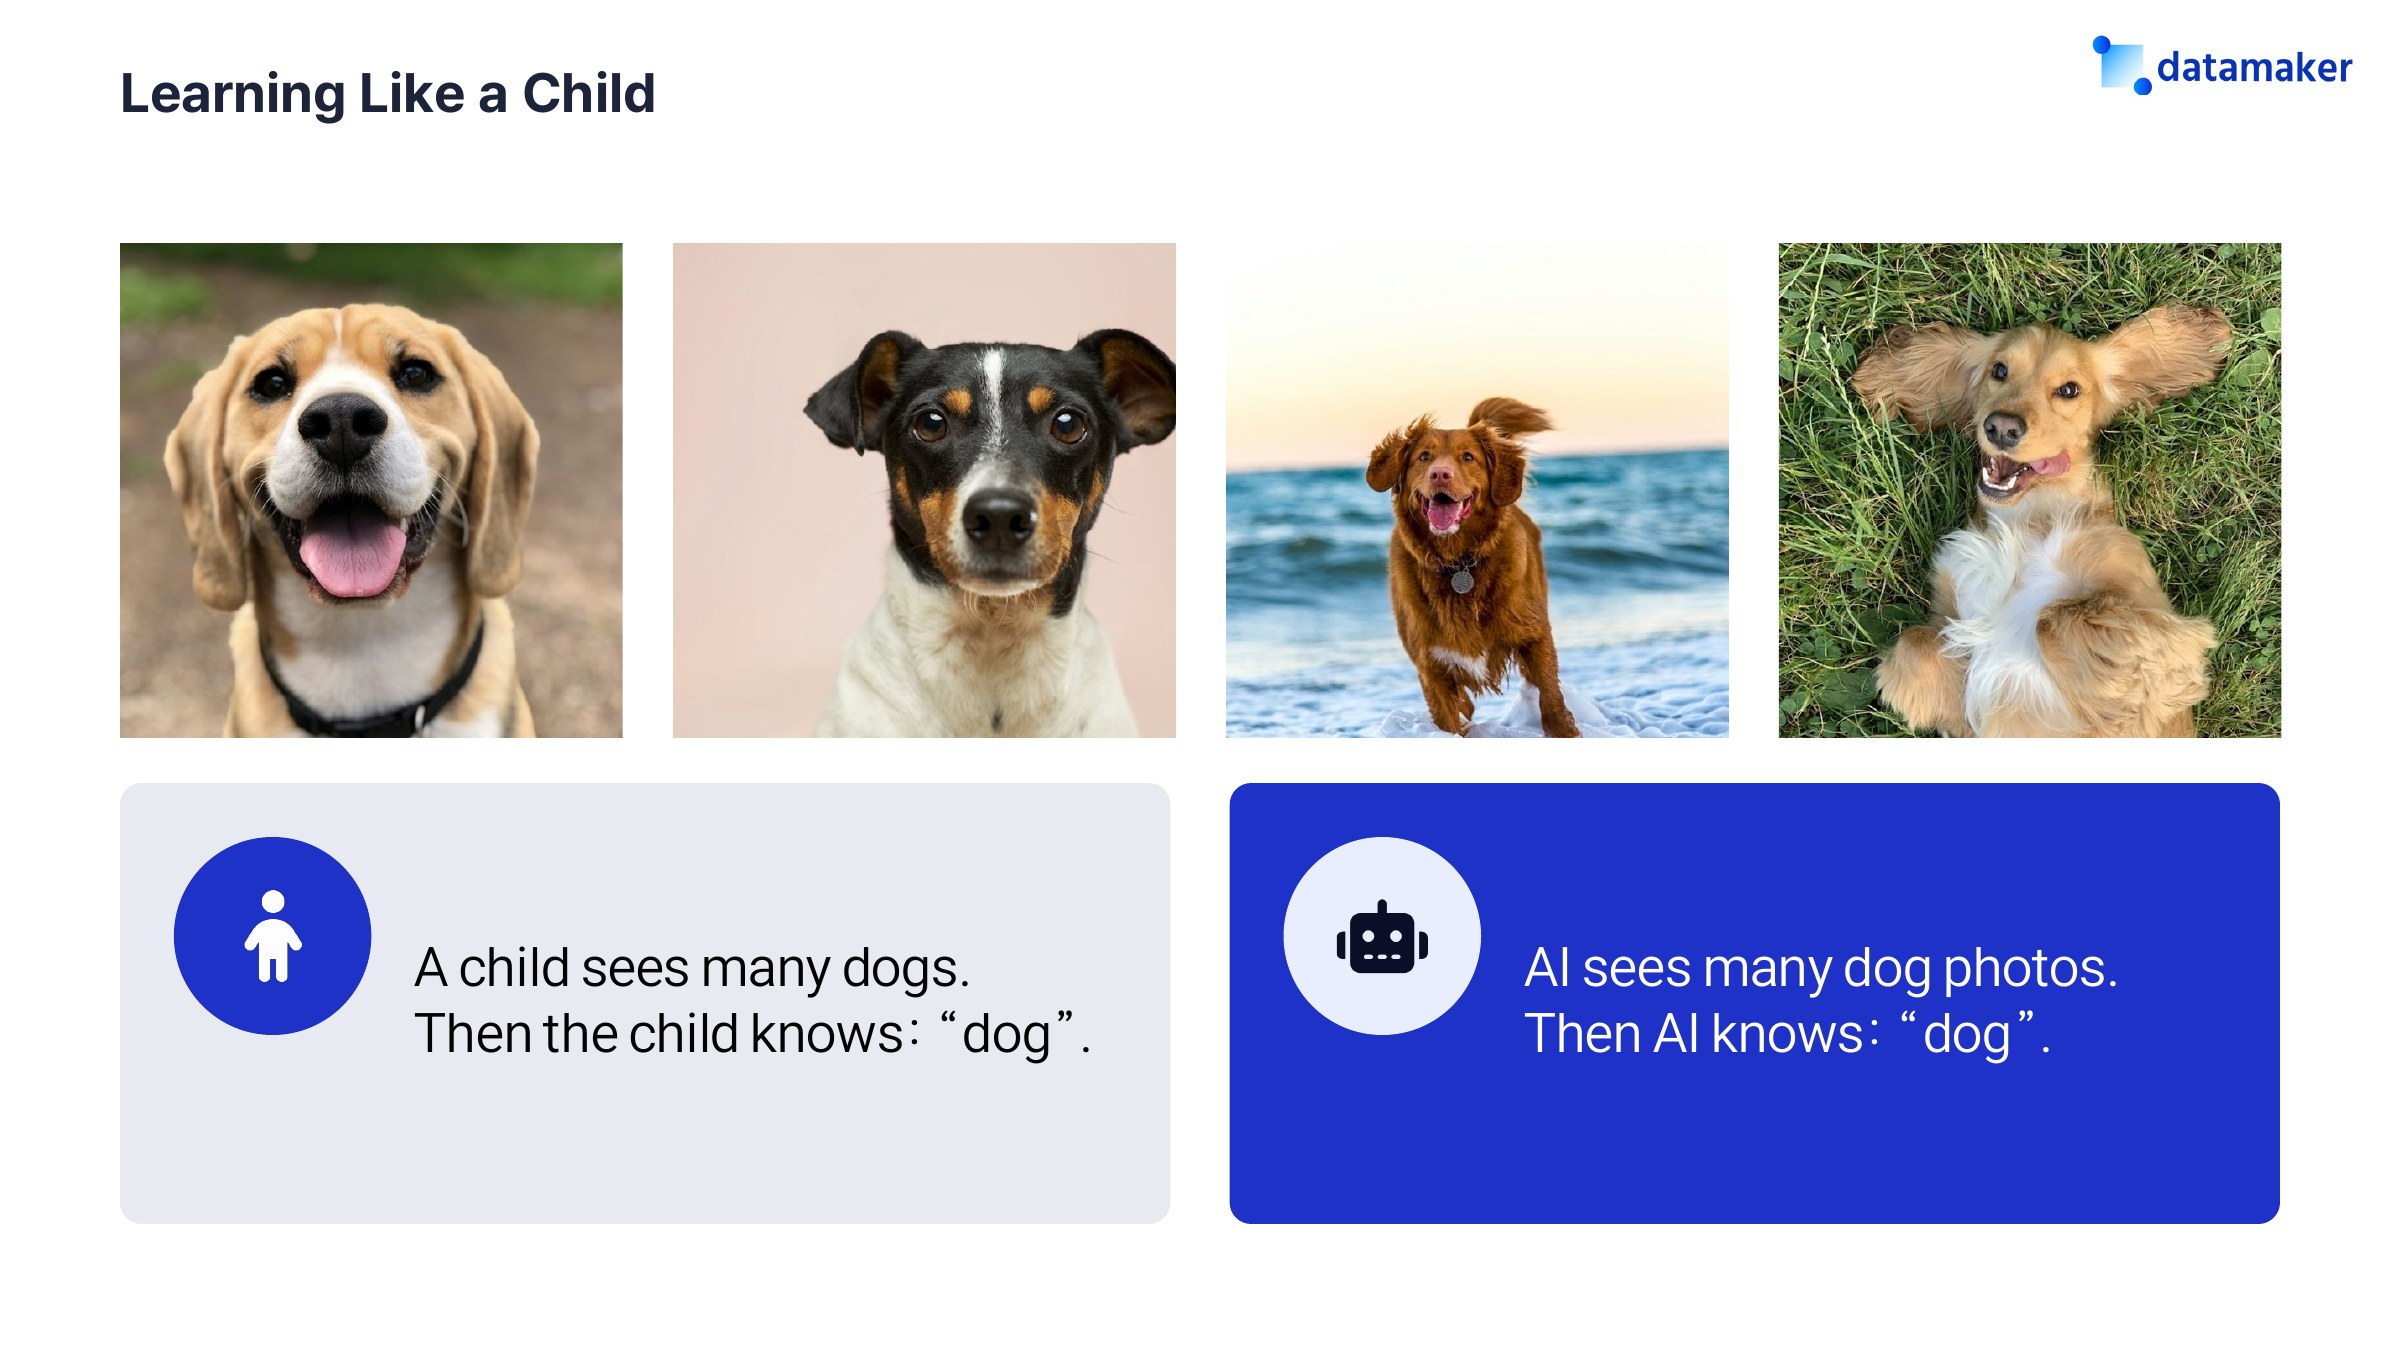 Learning Like a Child
datamaker
A child sees many dogs.
Then the child knows: “dog”.
AI sees many dog photos.
Then AI knows: “dog”.